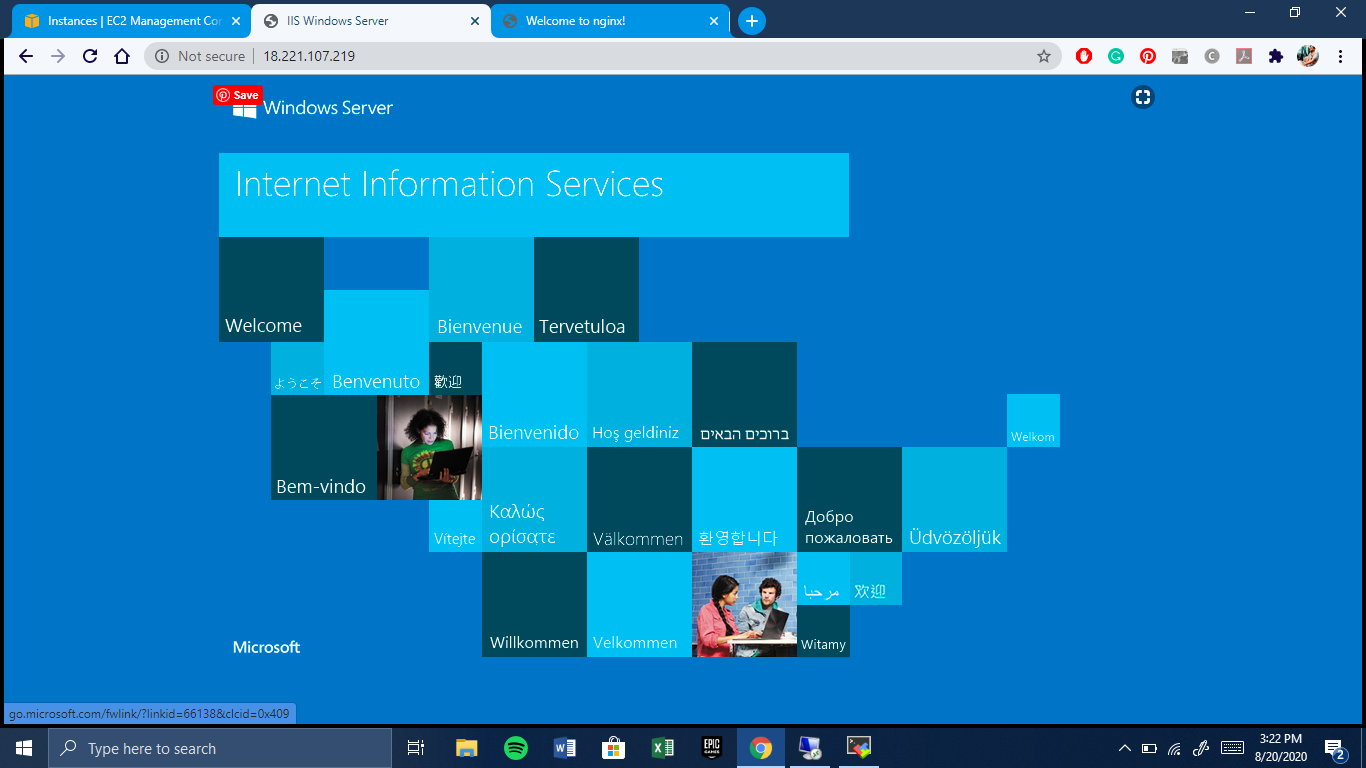 Instances | EC2 Management Con
IIS Windows Server
Welcome to nginx!
Not secure
18.221.107.219
Save
Windows Server
Internet Information Services
Welcome
Bienvenue
Tervetuloa
ようこそ
Benvenuto
歡迎
Bienvenido
Hoş geldiniz
ברוכים הבאים
Welkom
Bem-vindo
Vítejte
Καλώς
ορίσατε
Välkommen
환영합니다
Добро
пожаловать
Üdvözöljük
Willkommen
Velkommen
مرحبا
欢迎
Witamy
Microsoft
go.microsoft.com/fwlink/?linkid=66138&clcid=0x409
Type here to search
EPIC
GAMES
3:22 PM
8/20/2020
2